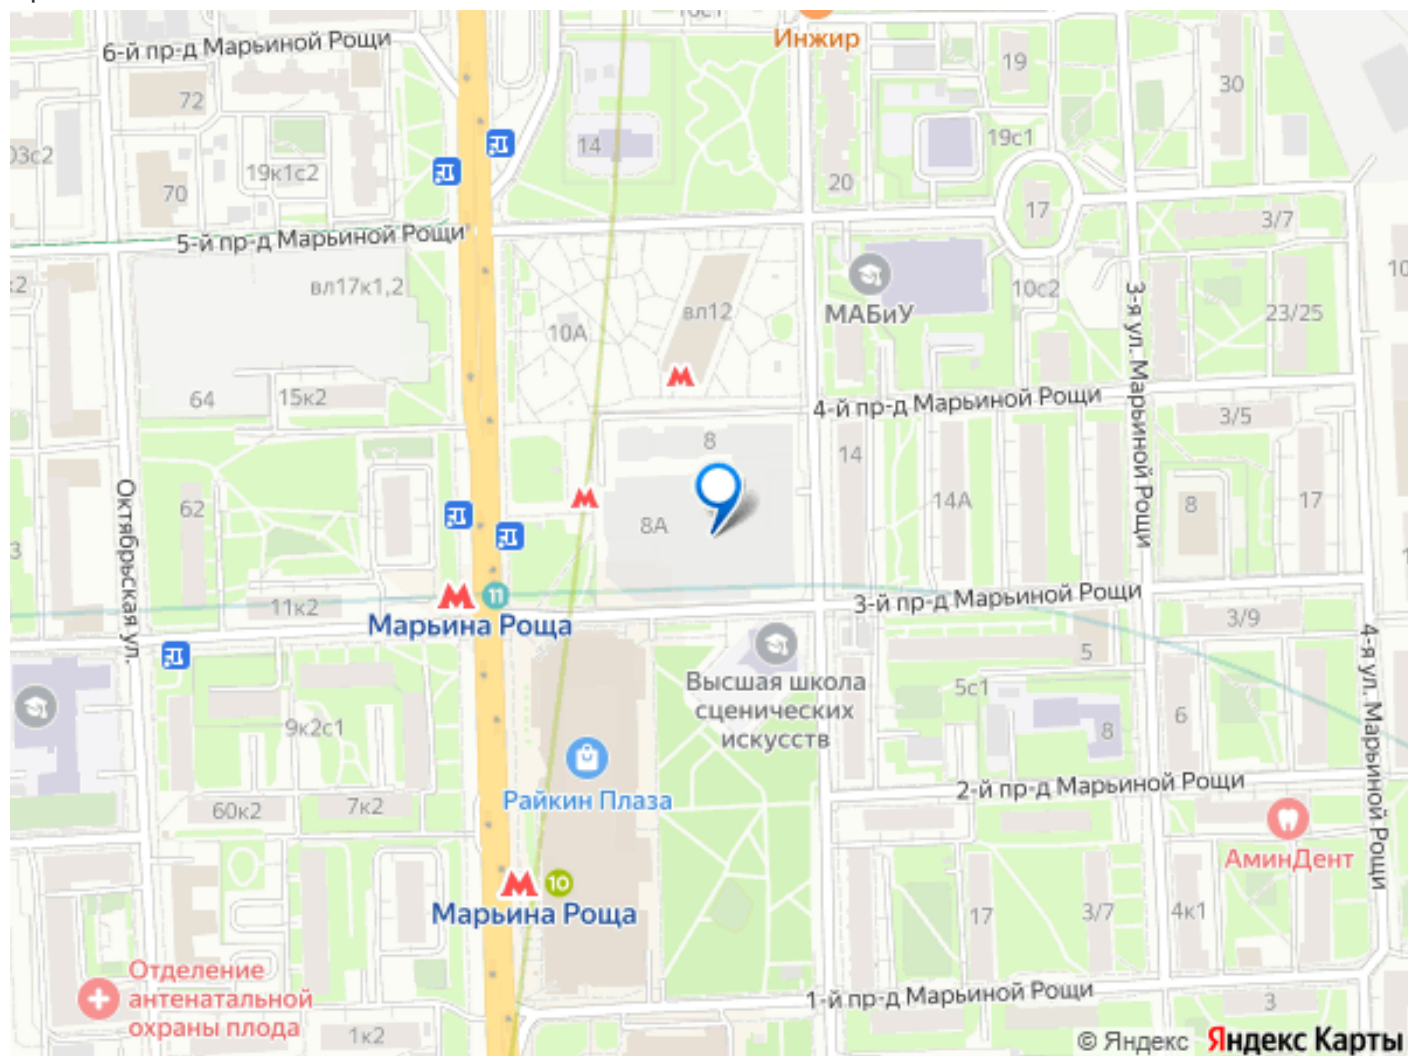 Инжир
6-й пр-д Марьиной Рощи
19
30
72
14
19с1
03с2
19к1с2
20
70
17
3/7
5-й пр-д Марьиной Рощи
вл17к1,2
10А
вл12
МАБиУ
10с2
23/25
3-я ул. Марьиной Рощи
64
15к2
4-й пр-д Марьиной Рощи
3/5
8
14
62
8А
14А
8
17
Октябрьская ул.
11
11к2
Марьина Роща
3-й пр-д Марьиной Рощи
3/9
5
4-я ул. Марьиной Рощи
Высшая школа
сценических
искусств
5с1
6
8
9к2с1
Райкин Плаза
2-й пр-д Марьиной Рощи
60к2
7к2
АминДент
10
Марьина Роща
17
3/7
4к1
Отделение
антенатальной
охраны плода
1-й пр-д Марьиной Рощи
3
1к2
© Яндекс Яндекс Карты